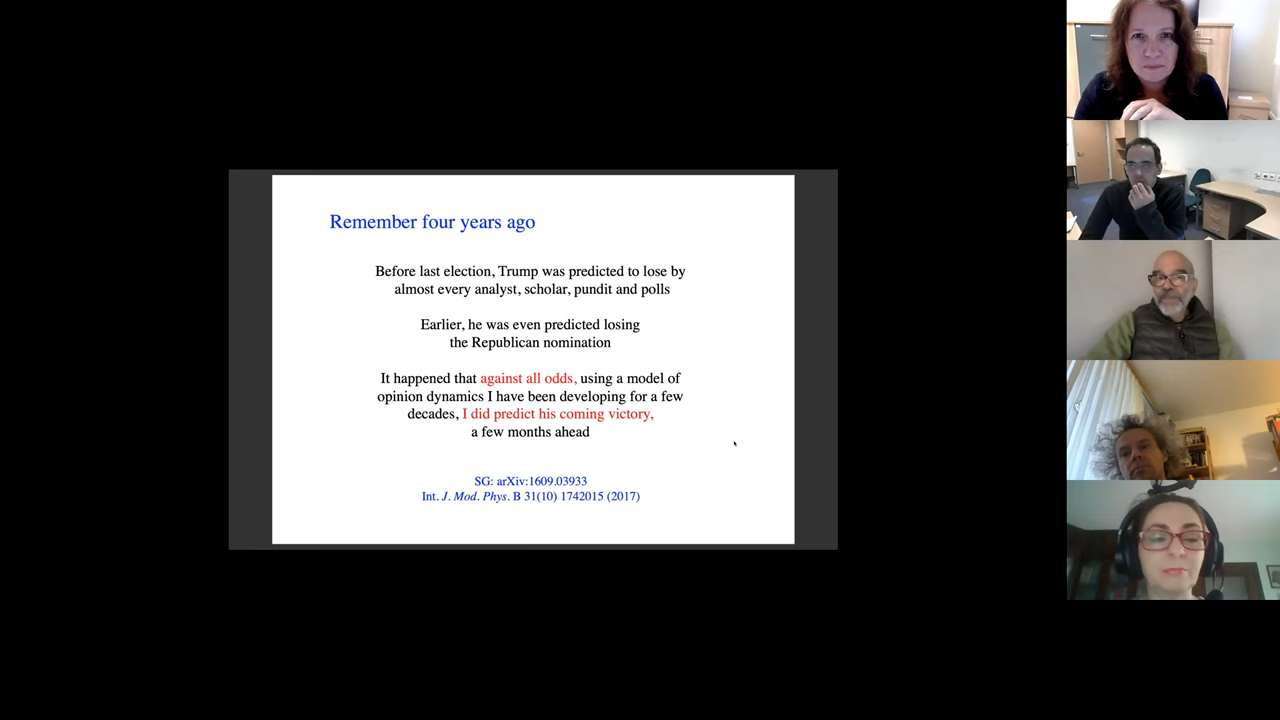 Remember four years ago
Before last election, Trump was predicted to lose by
almost every analyst, scholar, pundit and polls
Earlier, he was even predicted losing
the Republican nomination
It happened that against all odds, using a model of
opinion dynamics I have been developing for a few
decades, I did predict his coming victory,
a few months ahead
SG: arXiv:1609.03933
Int. J. Mod. Phys. B 31(10) 1742015 (2017)